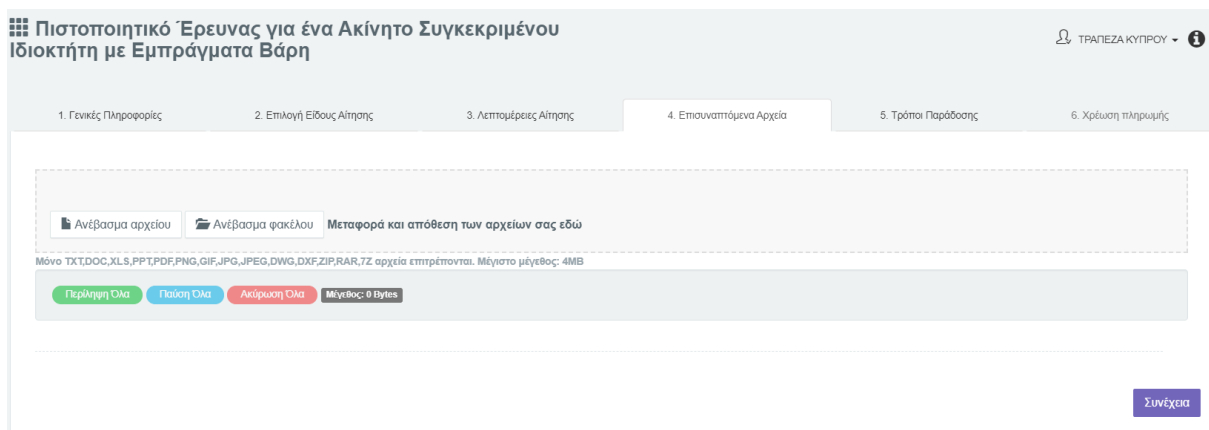 Πιστοποιητικό Έρευνας για ένα Ακίνητο Συγκεκριμένου
Ιδιοκτήτη με Εμπράγματα Βάρη
ΤΡΑΠΕΖΑ ΚΥΠΡΟΥ
1. Γενικές Πληροφορίες
2. Επιλογή Είδους Αίτησης
3. Λεπτομέρειες Αίτησης
4. Επισυναπτόμενα Αρχεία
5. Τρόποι Παράδοσης
6. Χρέωση πληρωμής
Ανέβασμα αρχείου Ανέβασμα φακέλου Μεταφορά και απόθεση των αρχείων σας εδώ
Μόνο TXT,DOC,XLS,PPT,PDF,PNG,GIF,JPG,JPEG,DWG,DXF,ZIP,RAR,7Z αρχεία επιτρέπονται. Μέγιστο μέγεθος: 4MB
Περίληψη Όλα Παύση Όλα Ακύρωση Όλα Μέγεθος: 0 Bytes
Συνέχεια